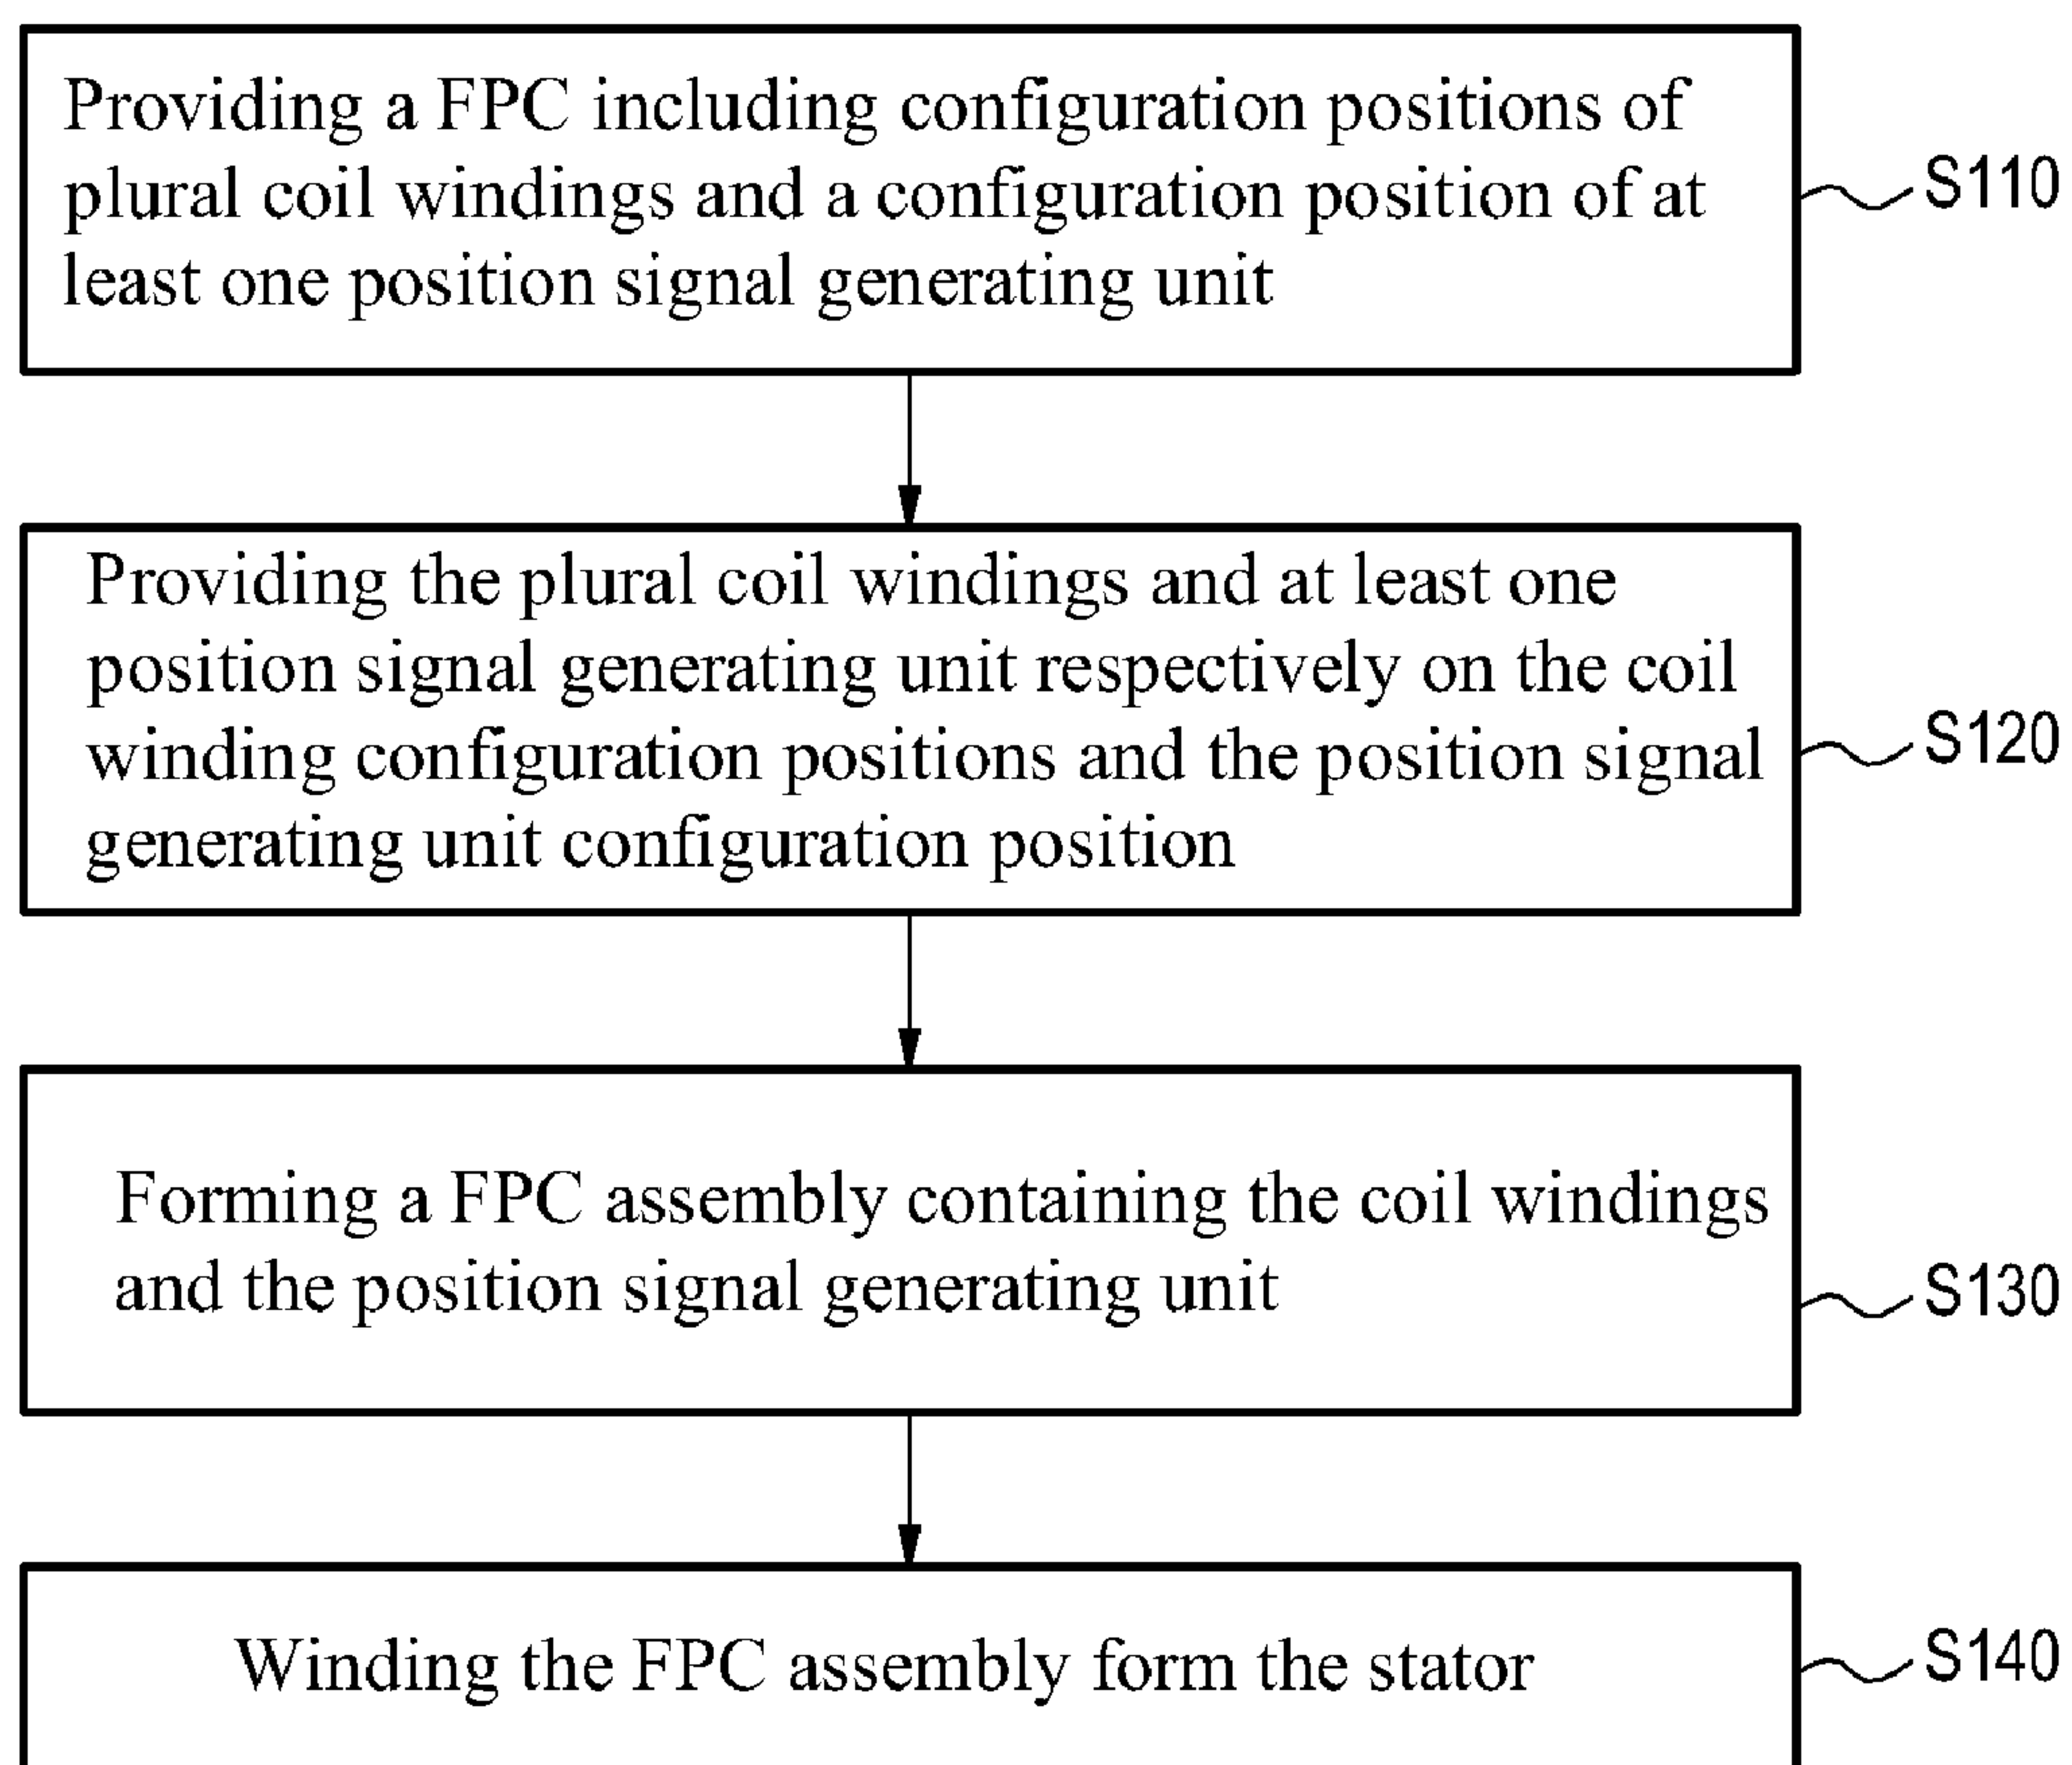 Providing a FPC including configuration positions of
plural coil windings and a configuration position of at
least one position signal generating unit
S110
Providing the plural coil windings and at least one
position signal generating unit respectively on the coil
winding configuration positions and the position signal
generating unit configuration position
S120
Forming a FPC assembly containing the coil windings
and the position signal generating unit
S130
Winding the FPC assembly form the stator
S140